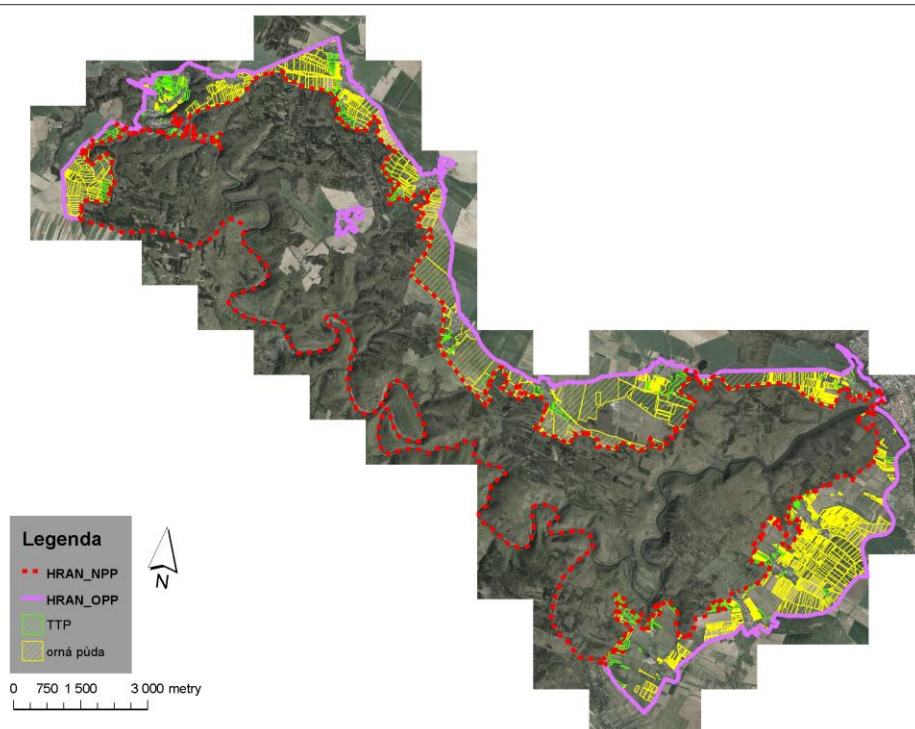 Legenda
HRAN_NPP
HRAN_OPP
TTP
orná půda
N
0 750 1 500 3 000 metry